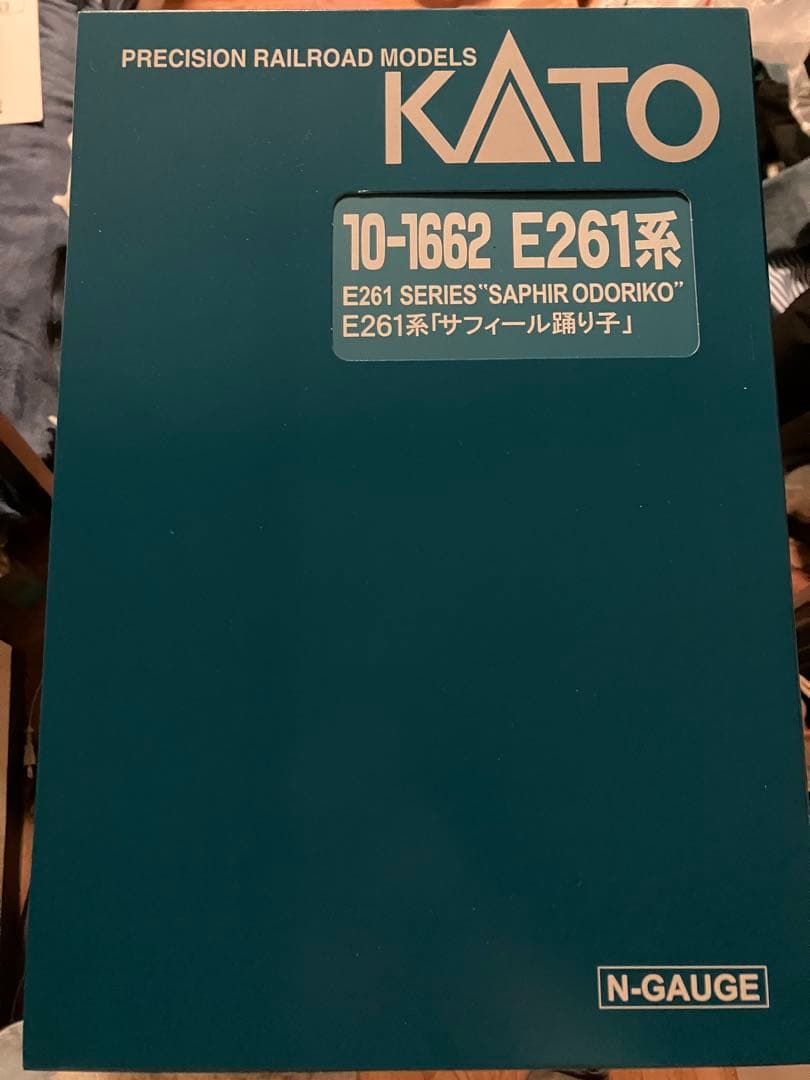 PRECISION RAILROAD MODELS
KATO
10-1662 E261系
E261 SERIES“SAPHIR ODORIKO”
E261系「サフィール踊り子」
N-GAUGE